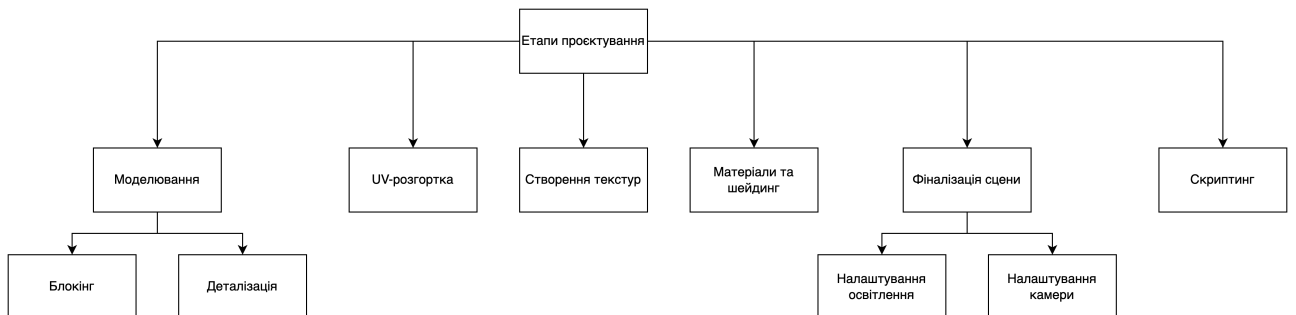 Етапи проєктування
Моделювання
UV-розгортка
Створення текстур
Матеріали та
шейдинг
Фіналізація сцени
Скриптинг
Блокінг
Деталізація
Налаштування
освітлення
Налаштування
камери